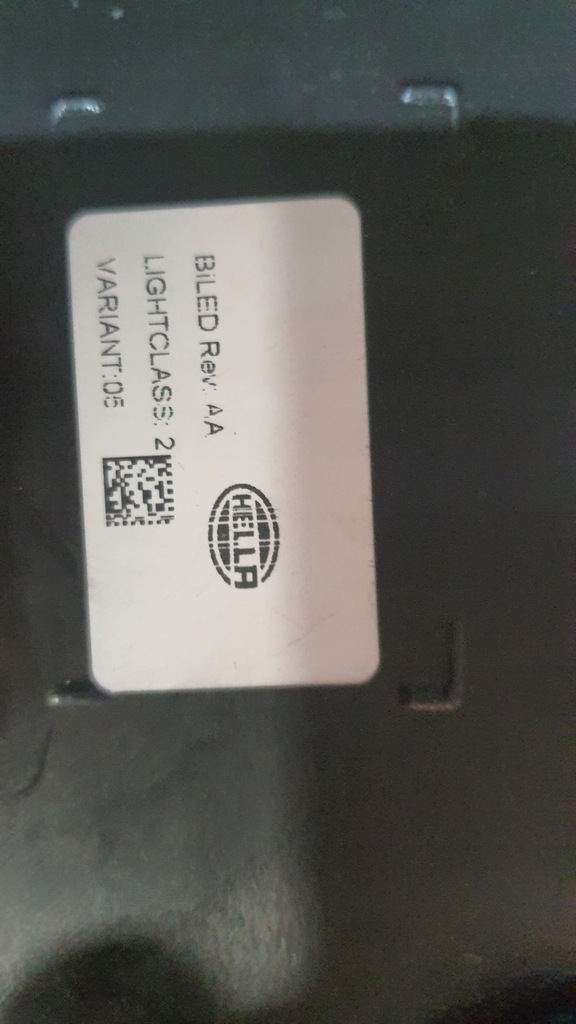 BiLED Rev: AA
LIGHTCLASS: 2
VARIANT:05
HELLA